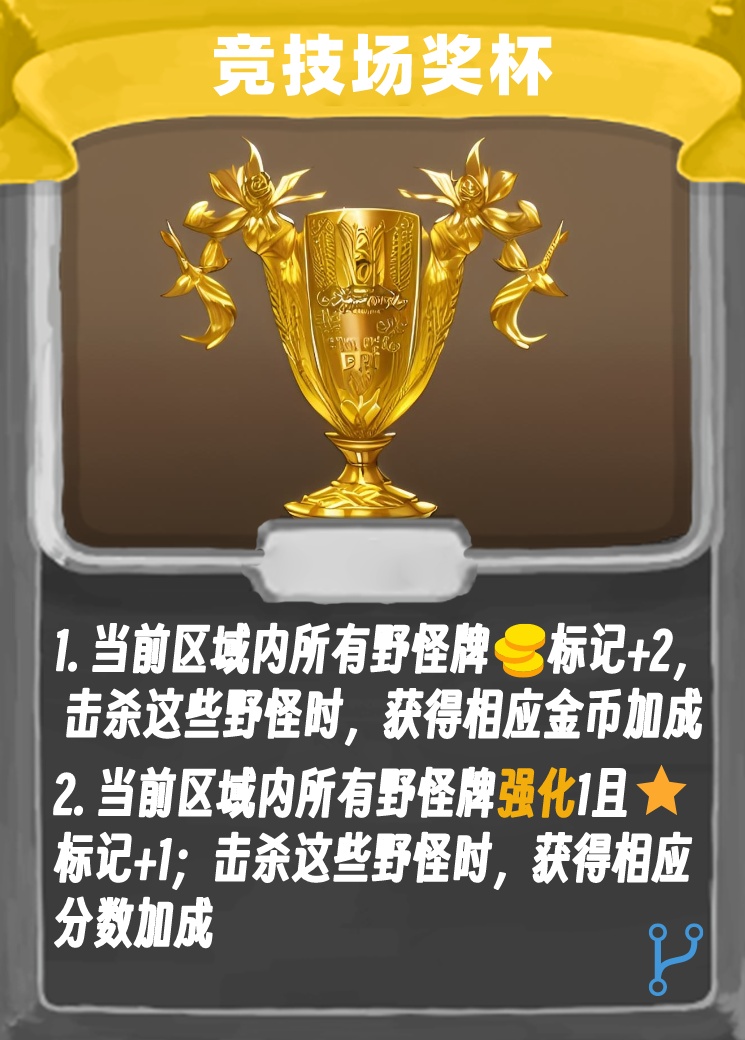 竞技场奖杯
1. 当前区域内所有野怪牌标记+2，
击杀这些野怪时，获得相应金币加成
2. 当前区域内所有野怪牌强化1且
标记+1；击杀这些野怪时，获得相应
分数加成